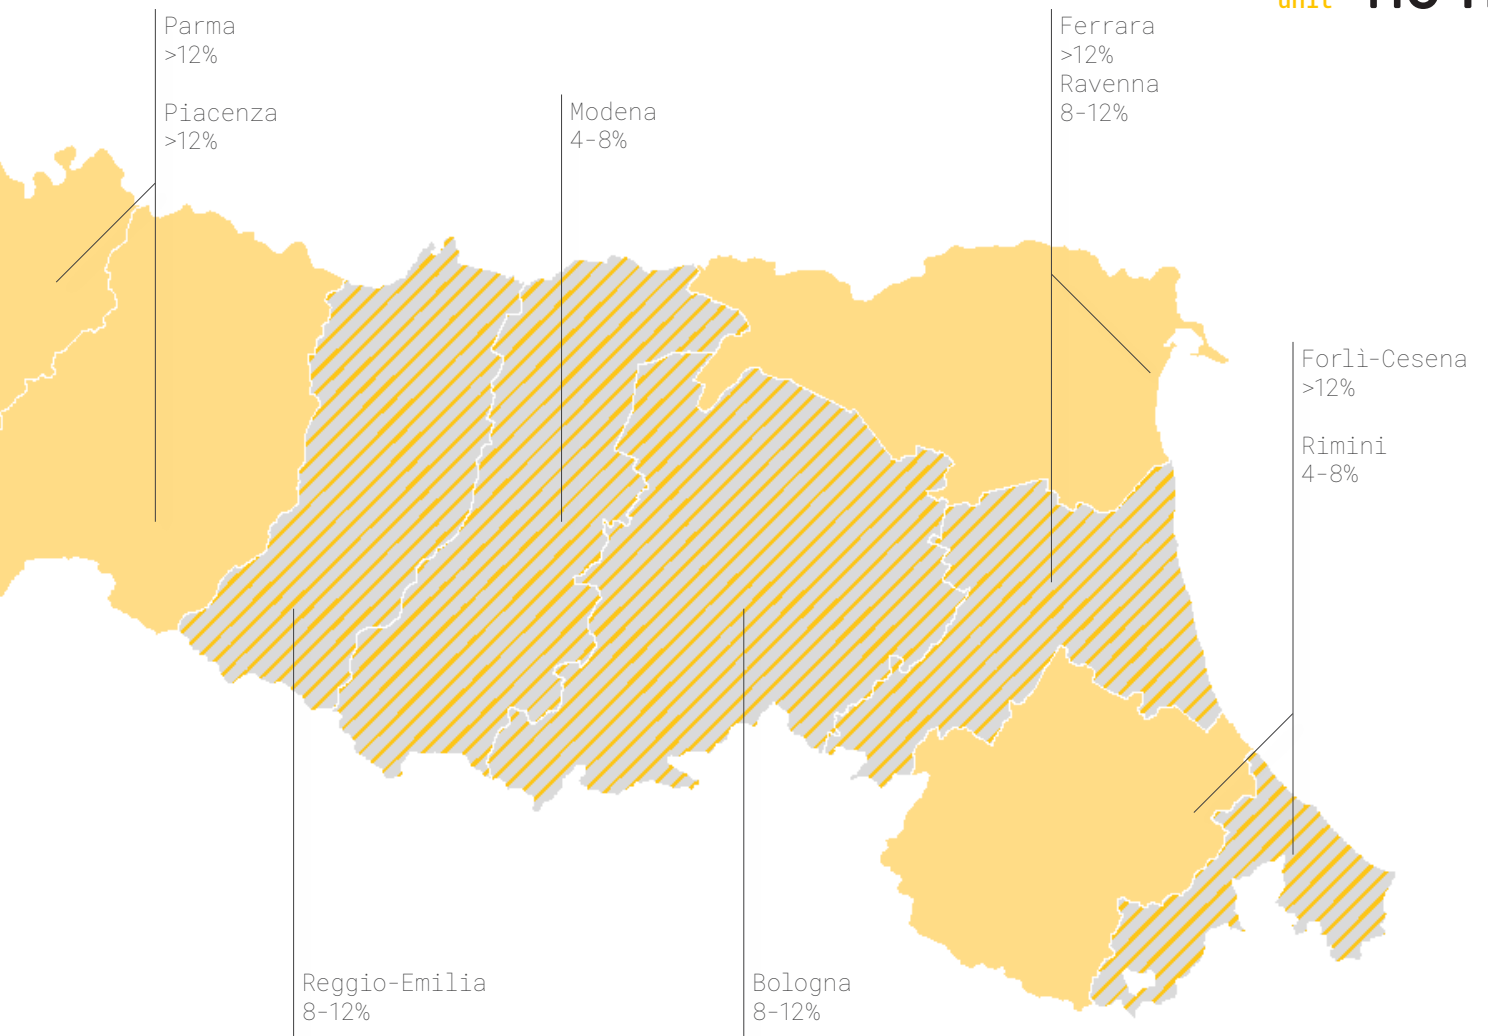 unit
Parma
>12%
Piacenza
>12%
Modena
4-8%
Ferrara
>12%
Ravenna
8-12%
Forlì-Cesena
>12%
Rimini
4-8%
Reggio-Emilia
8-12%
Bologna
8-12%